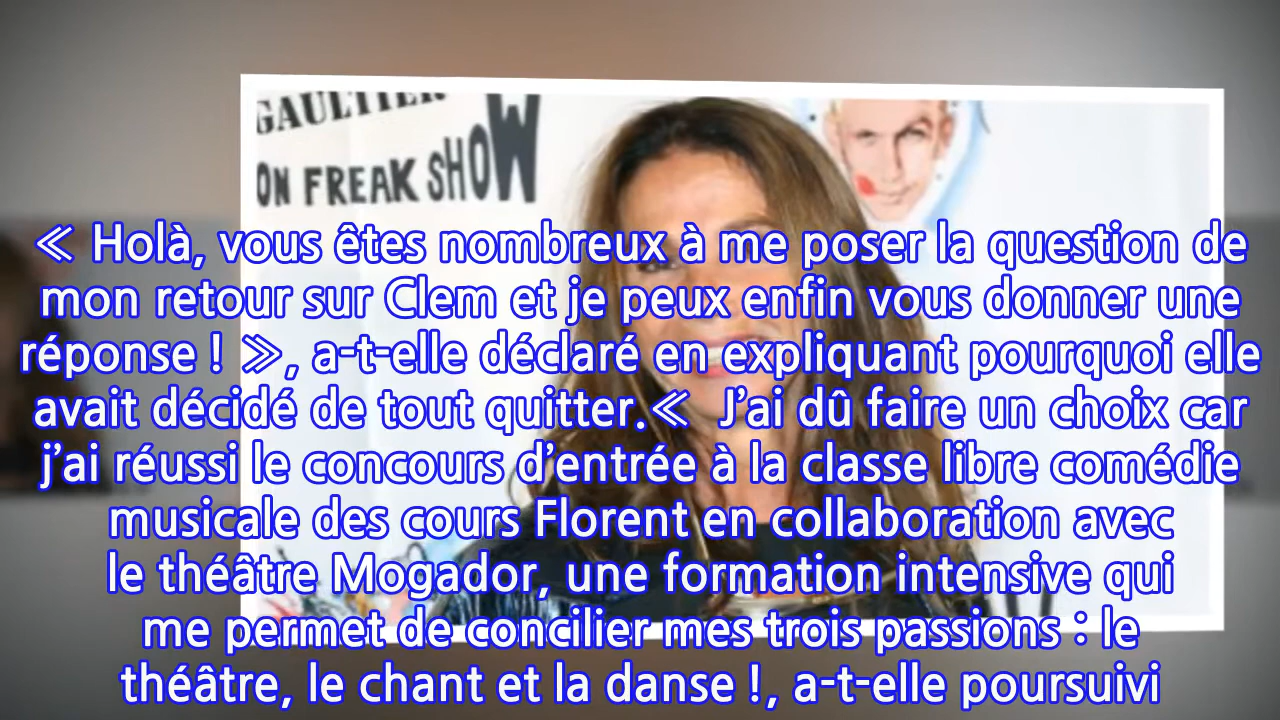 GAULTIER
ON FREAK SHOW
≪ Holà, vous êtes nombreux à me poser la question de
mon retour sur Clem et je peux enfin vous donner une
réponse ! ≫, a-t-elle déclaré en expliquant pourquoi elle
avait décidé de tout quitter.≪ J’ai dû faire un choix car
j’ai réussi le concours d’entrée à la classe libre comédie
musicale des cours Florent en collaboration avec
le théâtre Mogador, une formation intensive qui
me permet de concilier mes trois passions : le
théâtre, le chant et la danse !, a-t-elle poursuivi